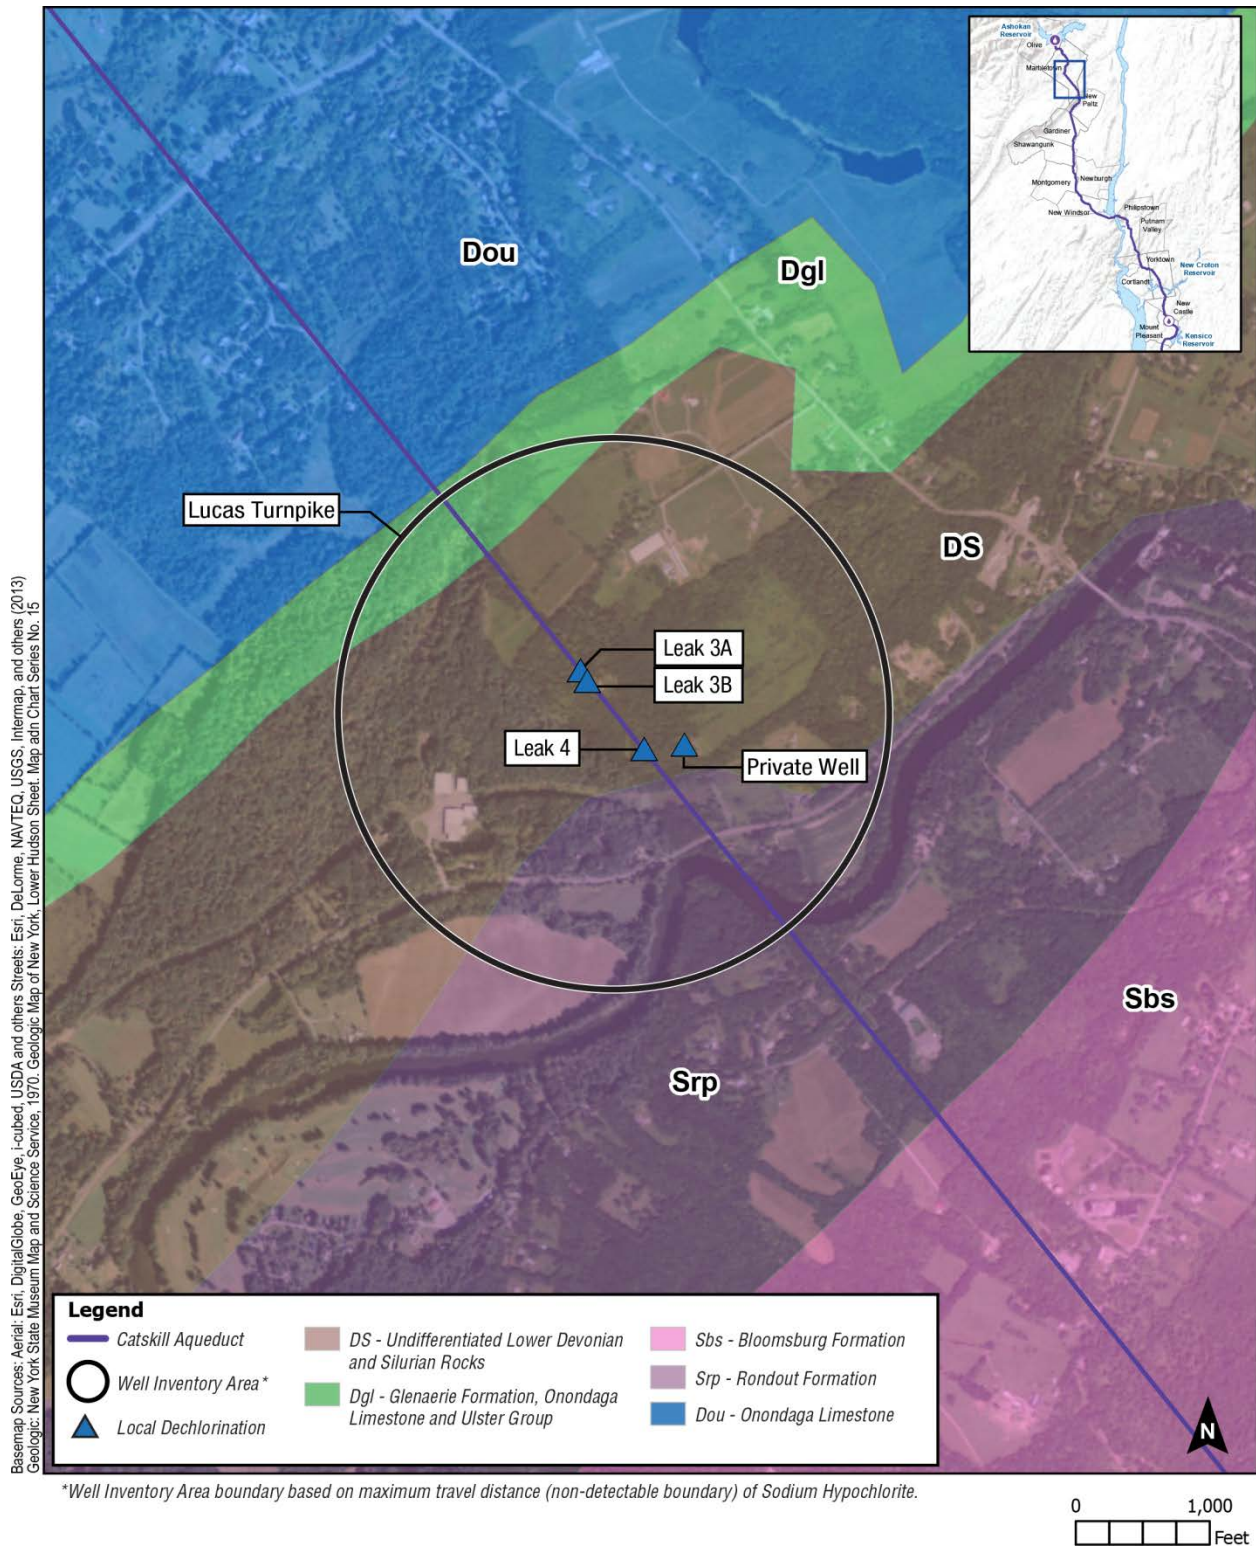 Ashokan
Reservoir
Olive
Marbletown
New
Paltz
Gardiner
Shawangunk
Montgomery
Newburgh
New Windsor
Philipstown
Putnam
Valley
Yorktown
New Croton
Reservoir
Cortlandt
New
Castle
Mount
Pleasant
Kensico
Reservoir
Dou
Dgl
Lucas Turnpike
DS
Leak 3A
Leak 3B
Leak 4
Private Well
Sbs
Srp
Legend
Catskill Aqueduct
Well Inventory Area*
Local Dechlorination
DS - Undifferentiated Lower Devonian
and Silurian Rocks
Dgl - Glenaerie Formation, Onondaga
Limestone and Ulster Group
Sbs - Bloomsburg Formation
Srp - Rondout Formation
Dou - Onondaga Limestone
N
Basemap Sources: Aerial: Esri, DigitalGlobe, GeoEye, i-cubed, USDA and others Streets: Esri, DeLorme, NAVTEQ, USGS, Intermap, and others (2013)
Geologic: New York State Museum Map and Science Service, 1970. Geologic Map of New York, Lower Hudson Sheet. Map adn Chart Series No. 15
*Well Inventory Area boundary based on maximum travel distance (non-detectable boundary) of Sodium Hypochlorite.
0 1,000
Feet